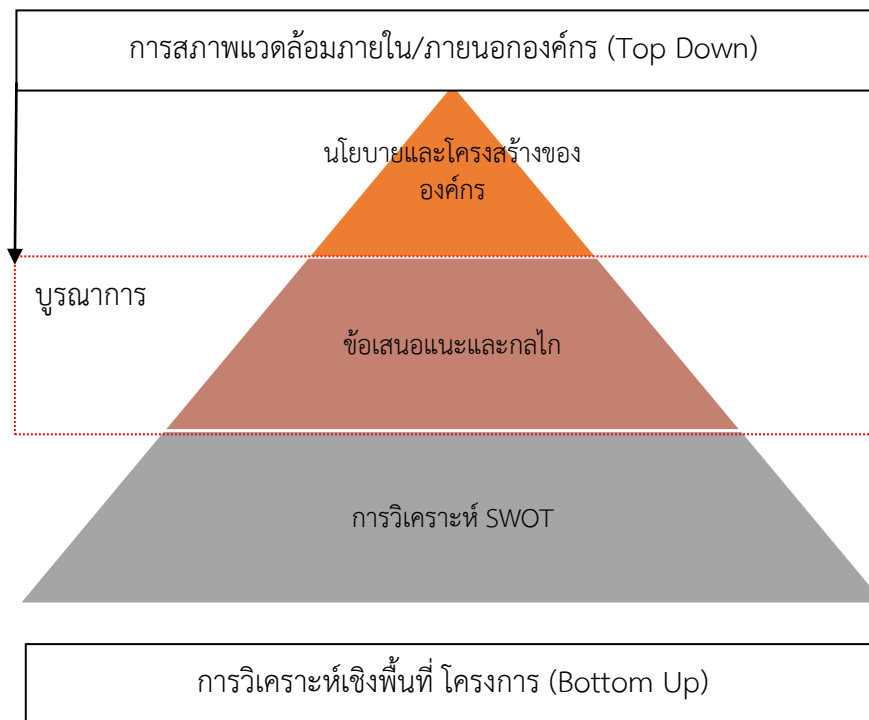 การสภาพแวดล้อมภายใน/ภายนอกองค์กร (Top Down)
นโยบายและโครงสร้างของ
องค์กร
บูรณาการ
ข้อเสนอแนะและกลไก
การวิเคราะห์ SWOT
การวิเคราะห์เชิงพื้นที่ โครงการ (Bottom Up)